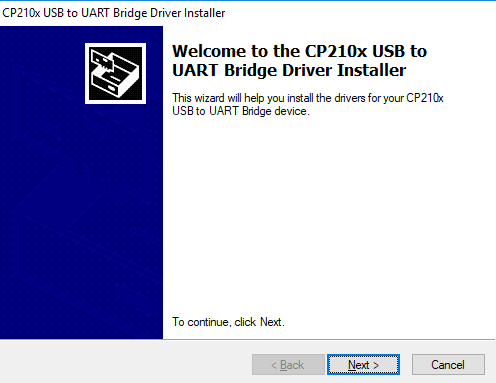 CP210x USB to UART Bridge Driver Installer
Welcome to the CP210x USB to
UART Bridge Driver Installer
This wizard will help you install the drivers for your CP210x
USB to UART Bridge device.
To continue, click Next.
< Back
Next >
Cancel